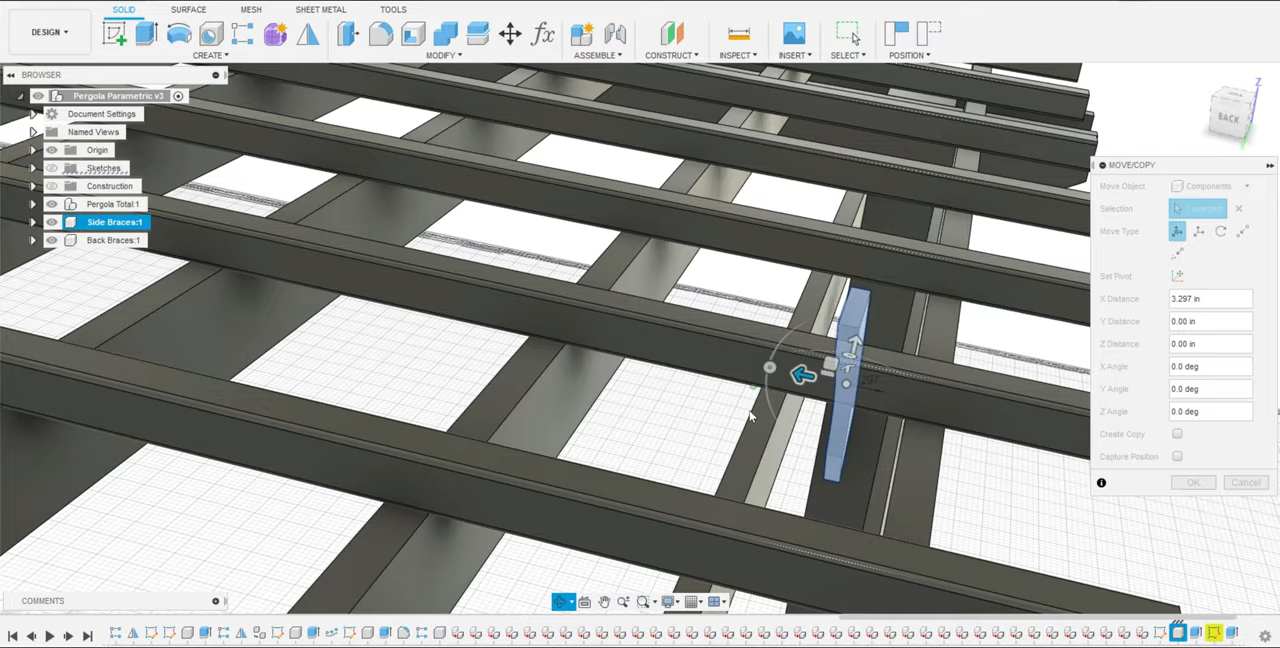 SOLID SURFACE MESH SHEET METAL TOOLS
DESIGN
CREATE MODIFY ASSEMBLE CONSTRUCT INSPECT INSERT SELECT POSITION
fx
BROWSER
Pergola Parametric v3
Document Settings
Named Views
Origin
Sketches
Construction
Pergola Total:1
Side Braces:1
Back Braces:1
Z
BACK
MOVE/COPY
Move Object Components
Selection
Move Type
Set Pivot
X Distance 3.297 in
Y Distance 0.00 in
Z Distance 0.00 in
X Angle 0.0 deg
Y Angle 0.0 deg
Z Angle 0.0 deg
Create Copy
Capture Position
OK Cancel
COMMENTS